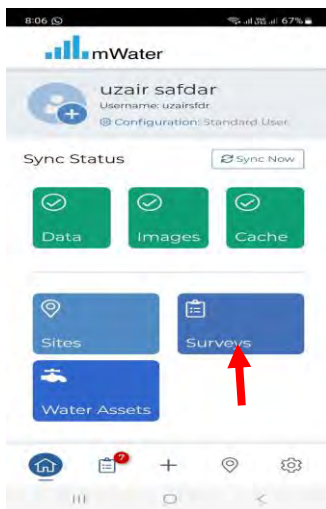 8:06 67%
mWater
uzair safdar
Username: uzairsfdr
Configuration: Standard User
Sync Status Sync Now
Data Images Cache
Sites Surveys
Water Assets
7